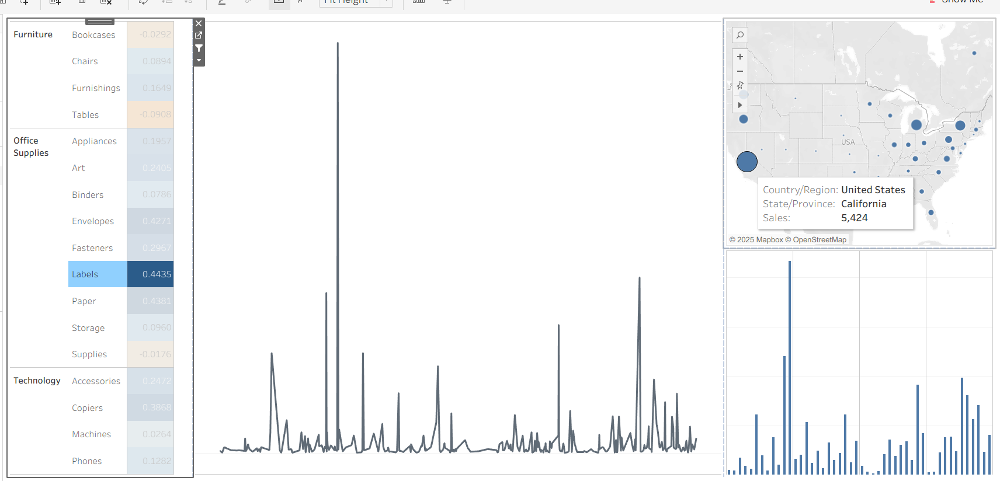 Fit Height
Show Me
Furniture Bookcases -0.0292
Chairs 0.0894
Furnishings 0.1649
Tables -0.0908
Office Supplies Appliances 0.1957
Art 0.2405
Binders 0.0786
Envelopes 0.4271
Fasteners 0.2967
Labels 0.4435
Paper 0.4381
Storage 0.0960
Supplies -0.0176
Technology Accessories 0.2472
Copiers 0.3868
Machines 0.0264
Phones 0.1282
USA
Country/Region: United States
State/Province: California
Sales: 5,424
© 2025 Mapbox © OpenStreetMap